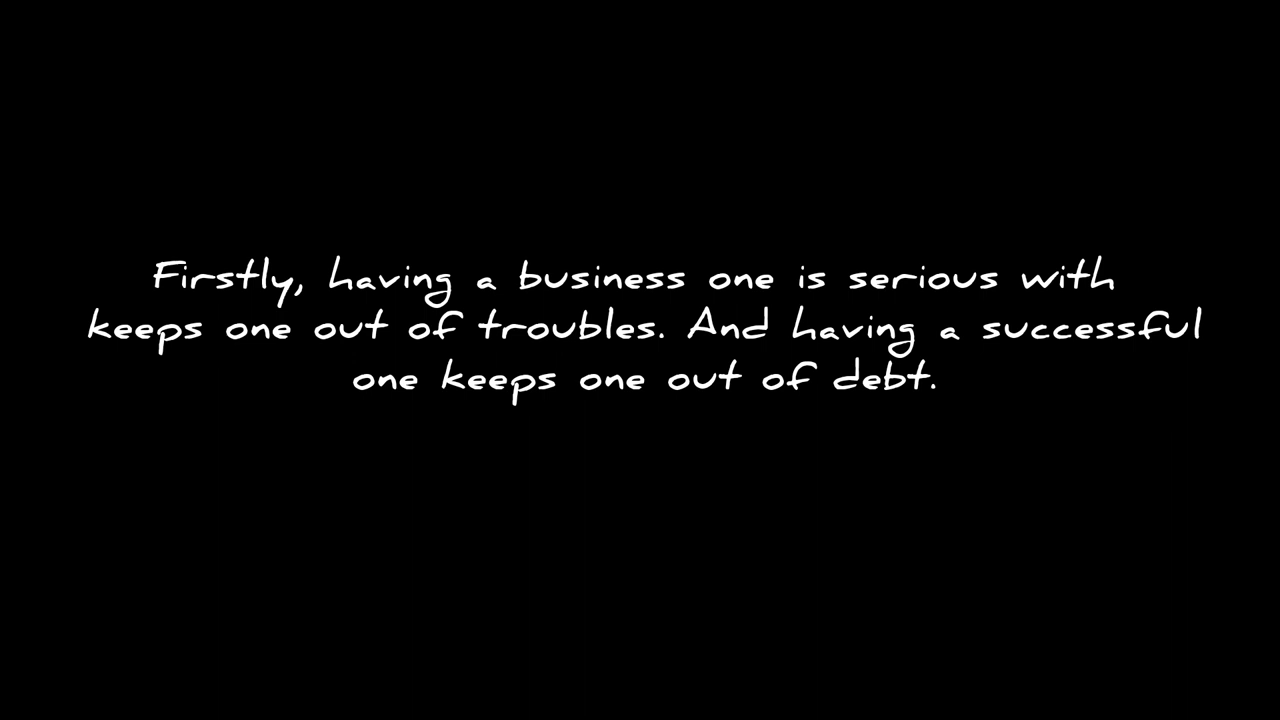 Firstly, having a business one is serious with
keeps one out of troubles. And having a successful
one keeps one out of debt.